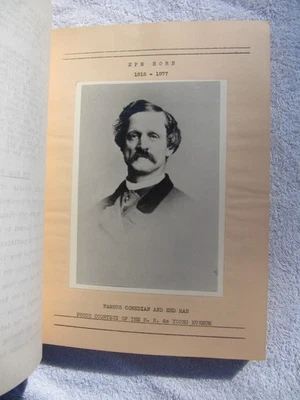 EPH HORN
1818 - 1877
FAMOUS COMEDIAN AND END MAN
PHOTO COURTESY OF THE M. H. de YOUNG MUSEUM